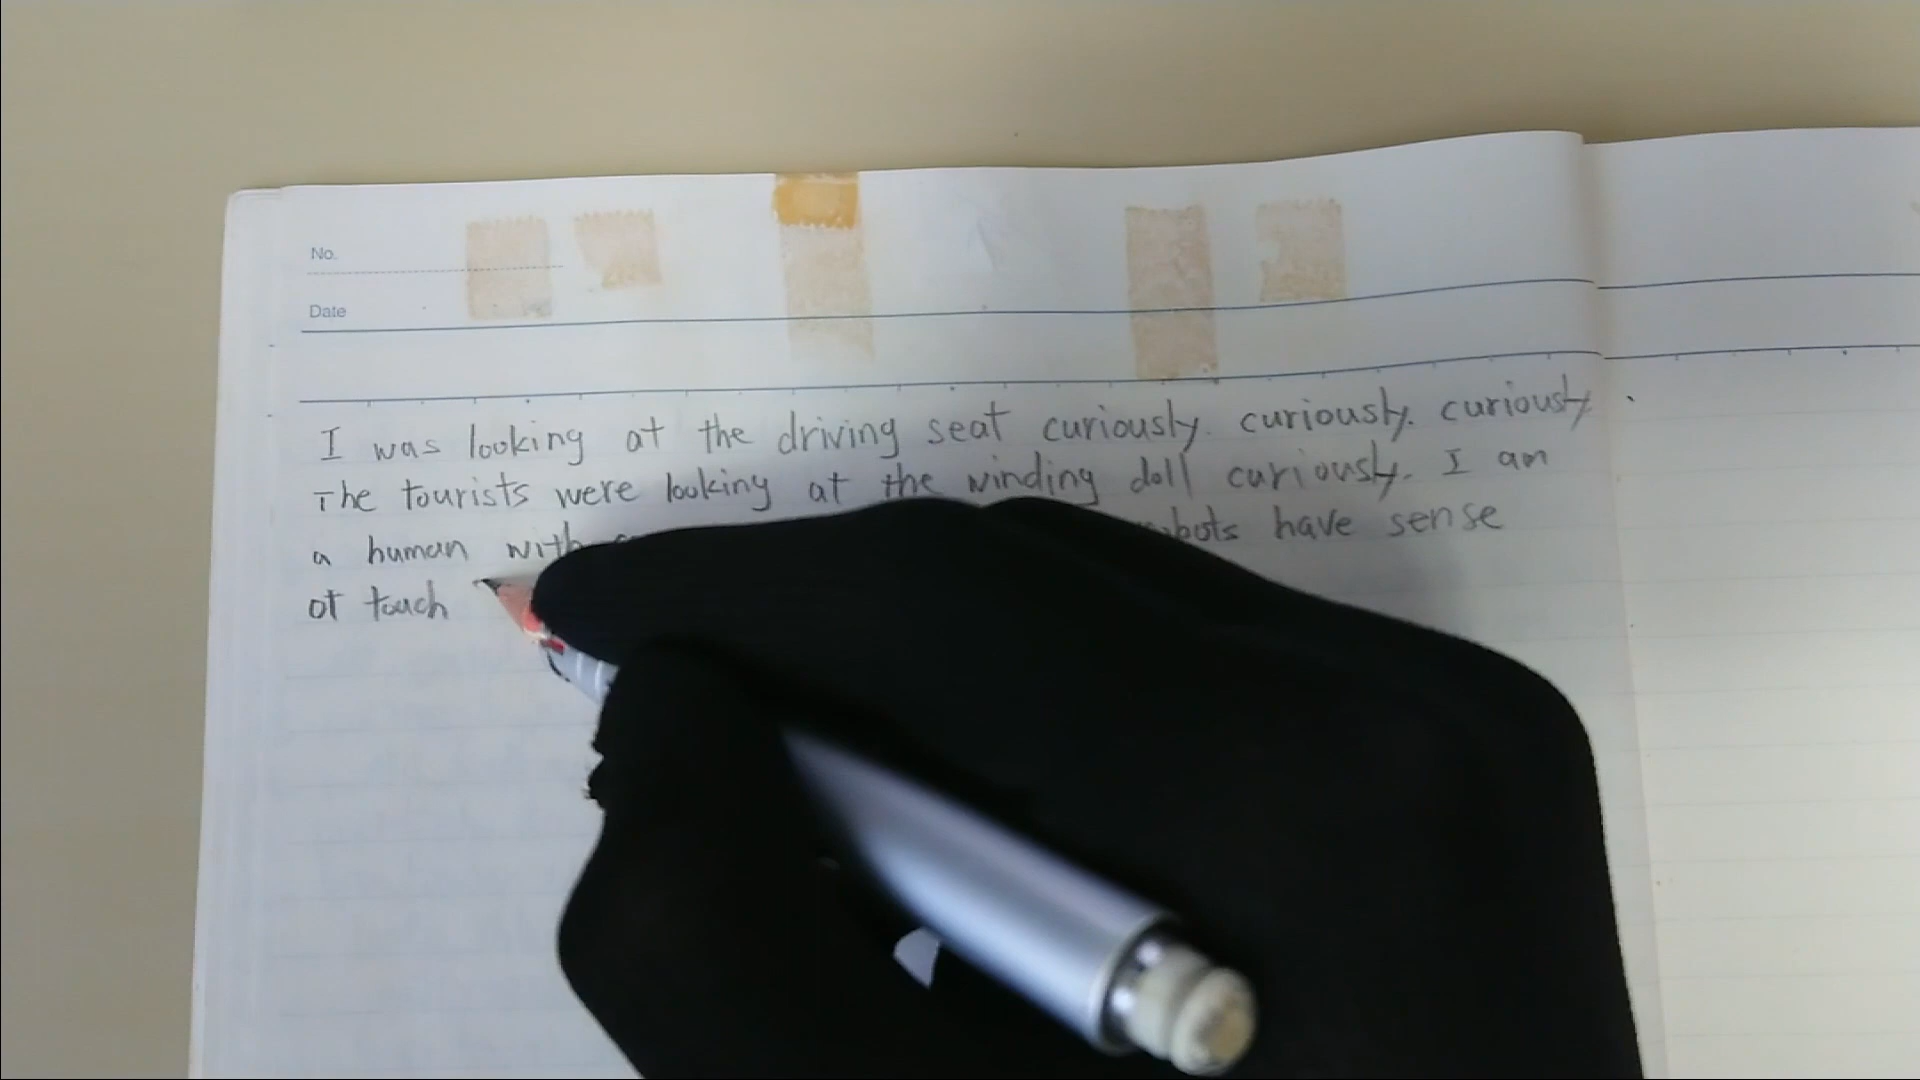 No.
Date
I was looking at the driving seat curiously. curiously. curiously.
The tourists were looking at the winding doll curiously. I am
a human with have sense
of touch